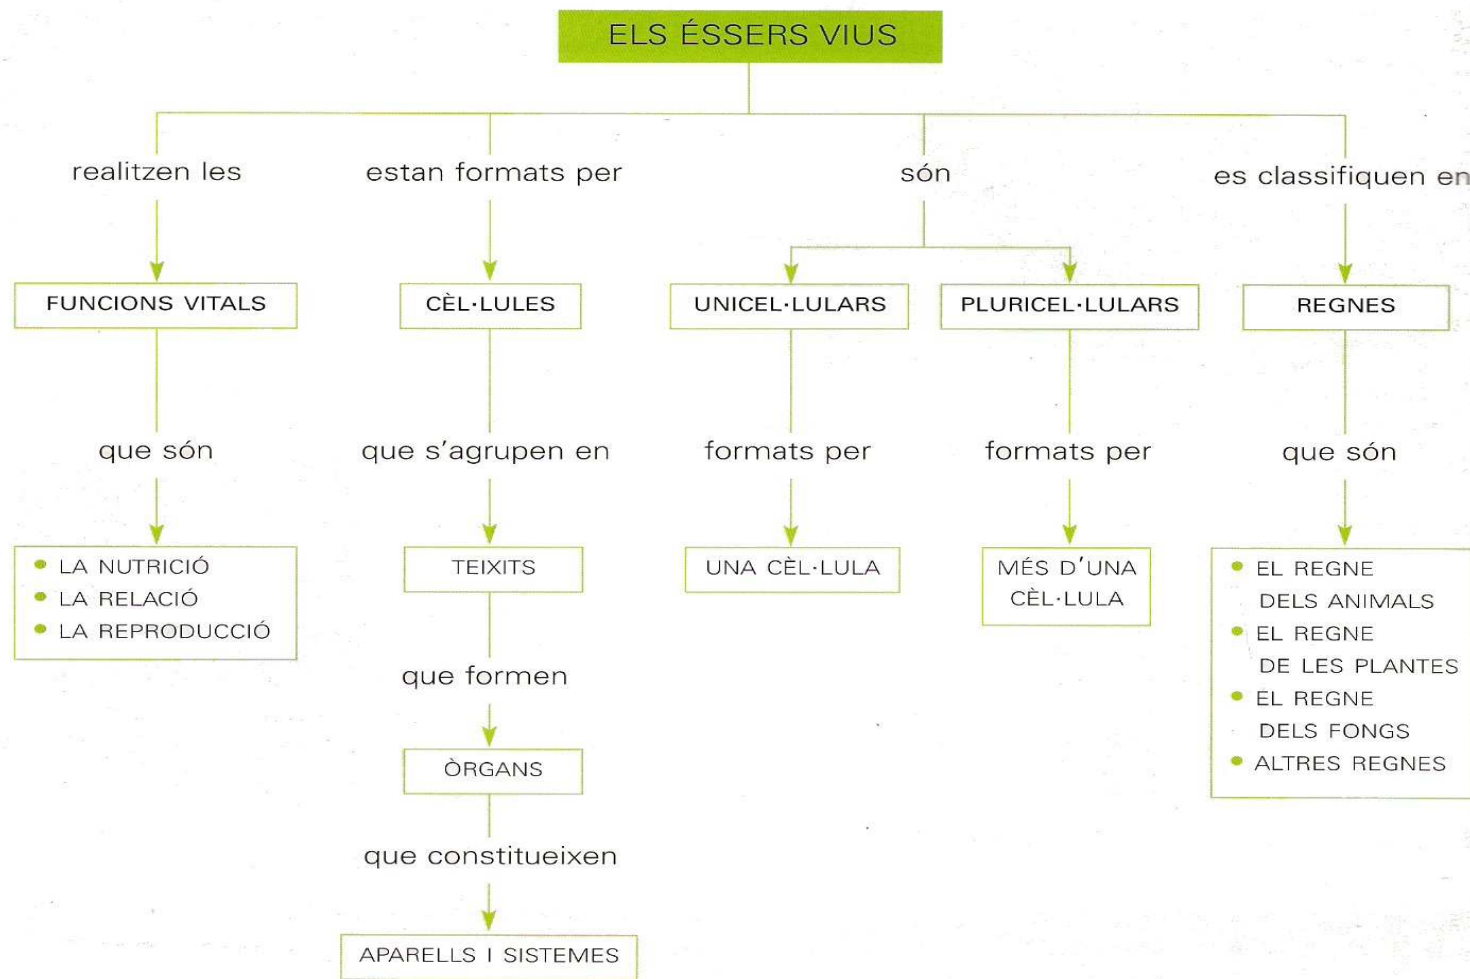 ELS ÉSSERS VIUS
realitzen les
estan formats per
són
es classifiquen en
FUNCIONS VITALS
CÈL·LULES
UNICEL·LULARS
PLURICEL·LULARS
REGNES
que són
que s'agrupen en
formats per
formats per
que són
• LA NUTRICIÓ
• LA RELACIÓ
• LA REPRODUCCIÓ
TEIXITS
UNA CÈL·LULA
MÉS D'UNA
CÈL·LULA
• EL REGNE
DELS ANIMALS
• EL REGNE
DE LES PLANTES
• EL REGNE
DELS FONGS
• ALTRES REGNES
que formen
ÒRGANS
que constitueixen
APARELLS I SISTEMES